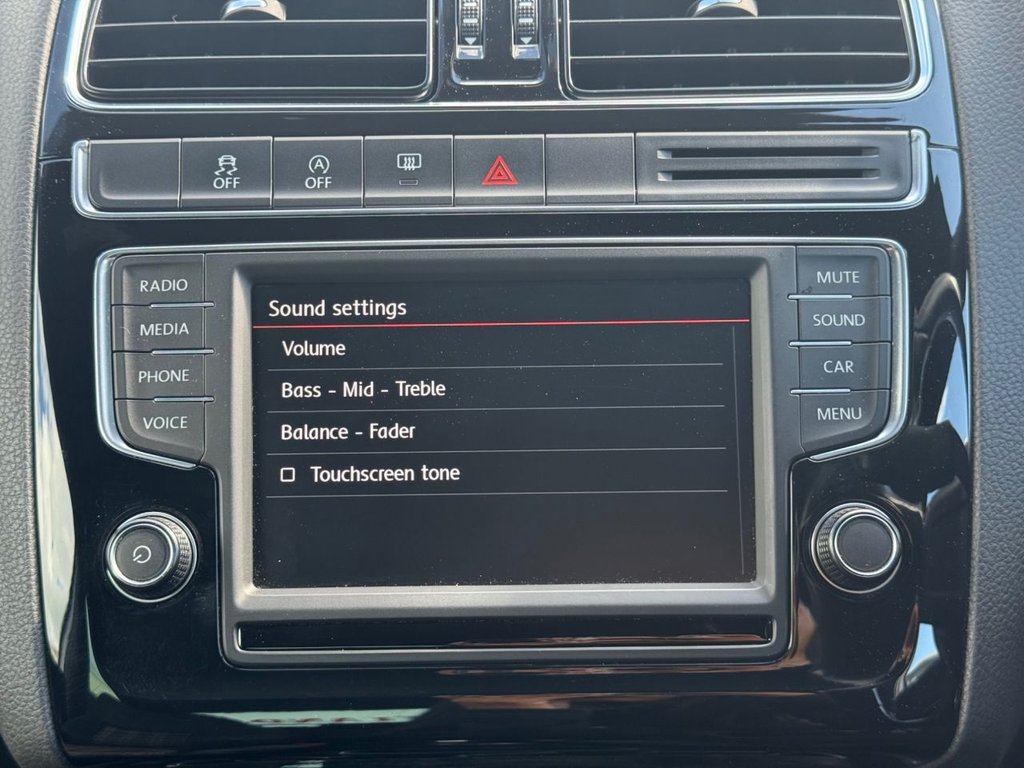 OFF
A
OFF
RADIO
MEDIA
PHONE
VOICE
Sound settings
Volume
Bass - Mid - Treble
Balance - Fader
Touchscreen tone
MUTE
SOUND
CAR
MENU